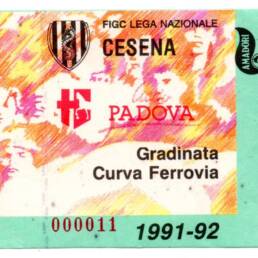 FIGC LEGA NAZIONALE
CESENA
AMADORI
PADOVA
Gradinata
Curva Ferrovia
000011
1991-92